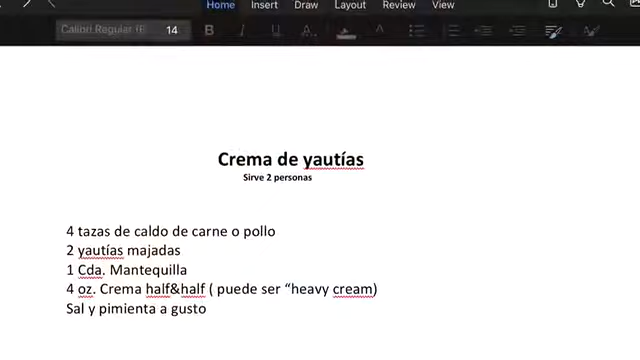 Home Insert Draw Layout Review View
Calibri Regular (B 14 B I U A
Crema de yautías
Sirve 2 personas
4 tazas de caldo de carne o pollo
2 yautías majadas
1 Cda. Mantequilla
4 oz. Crema half&half ( puede ser “heavy cream)
Sal y pimienta a gusto